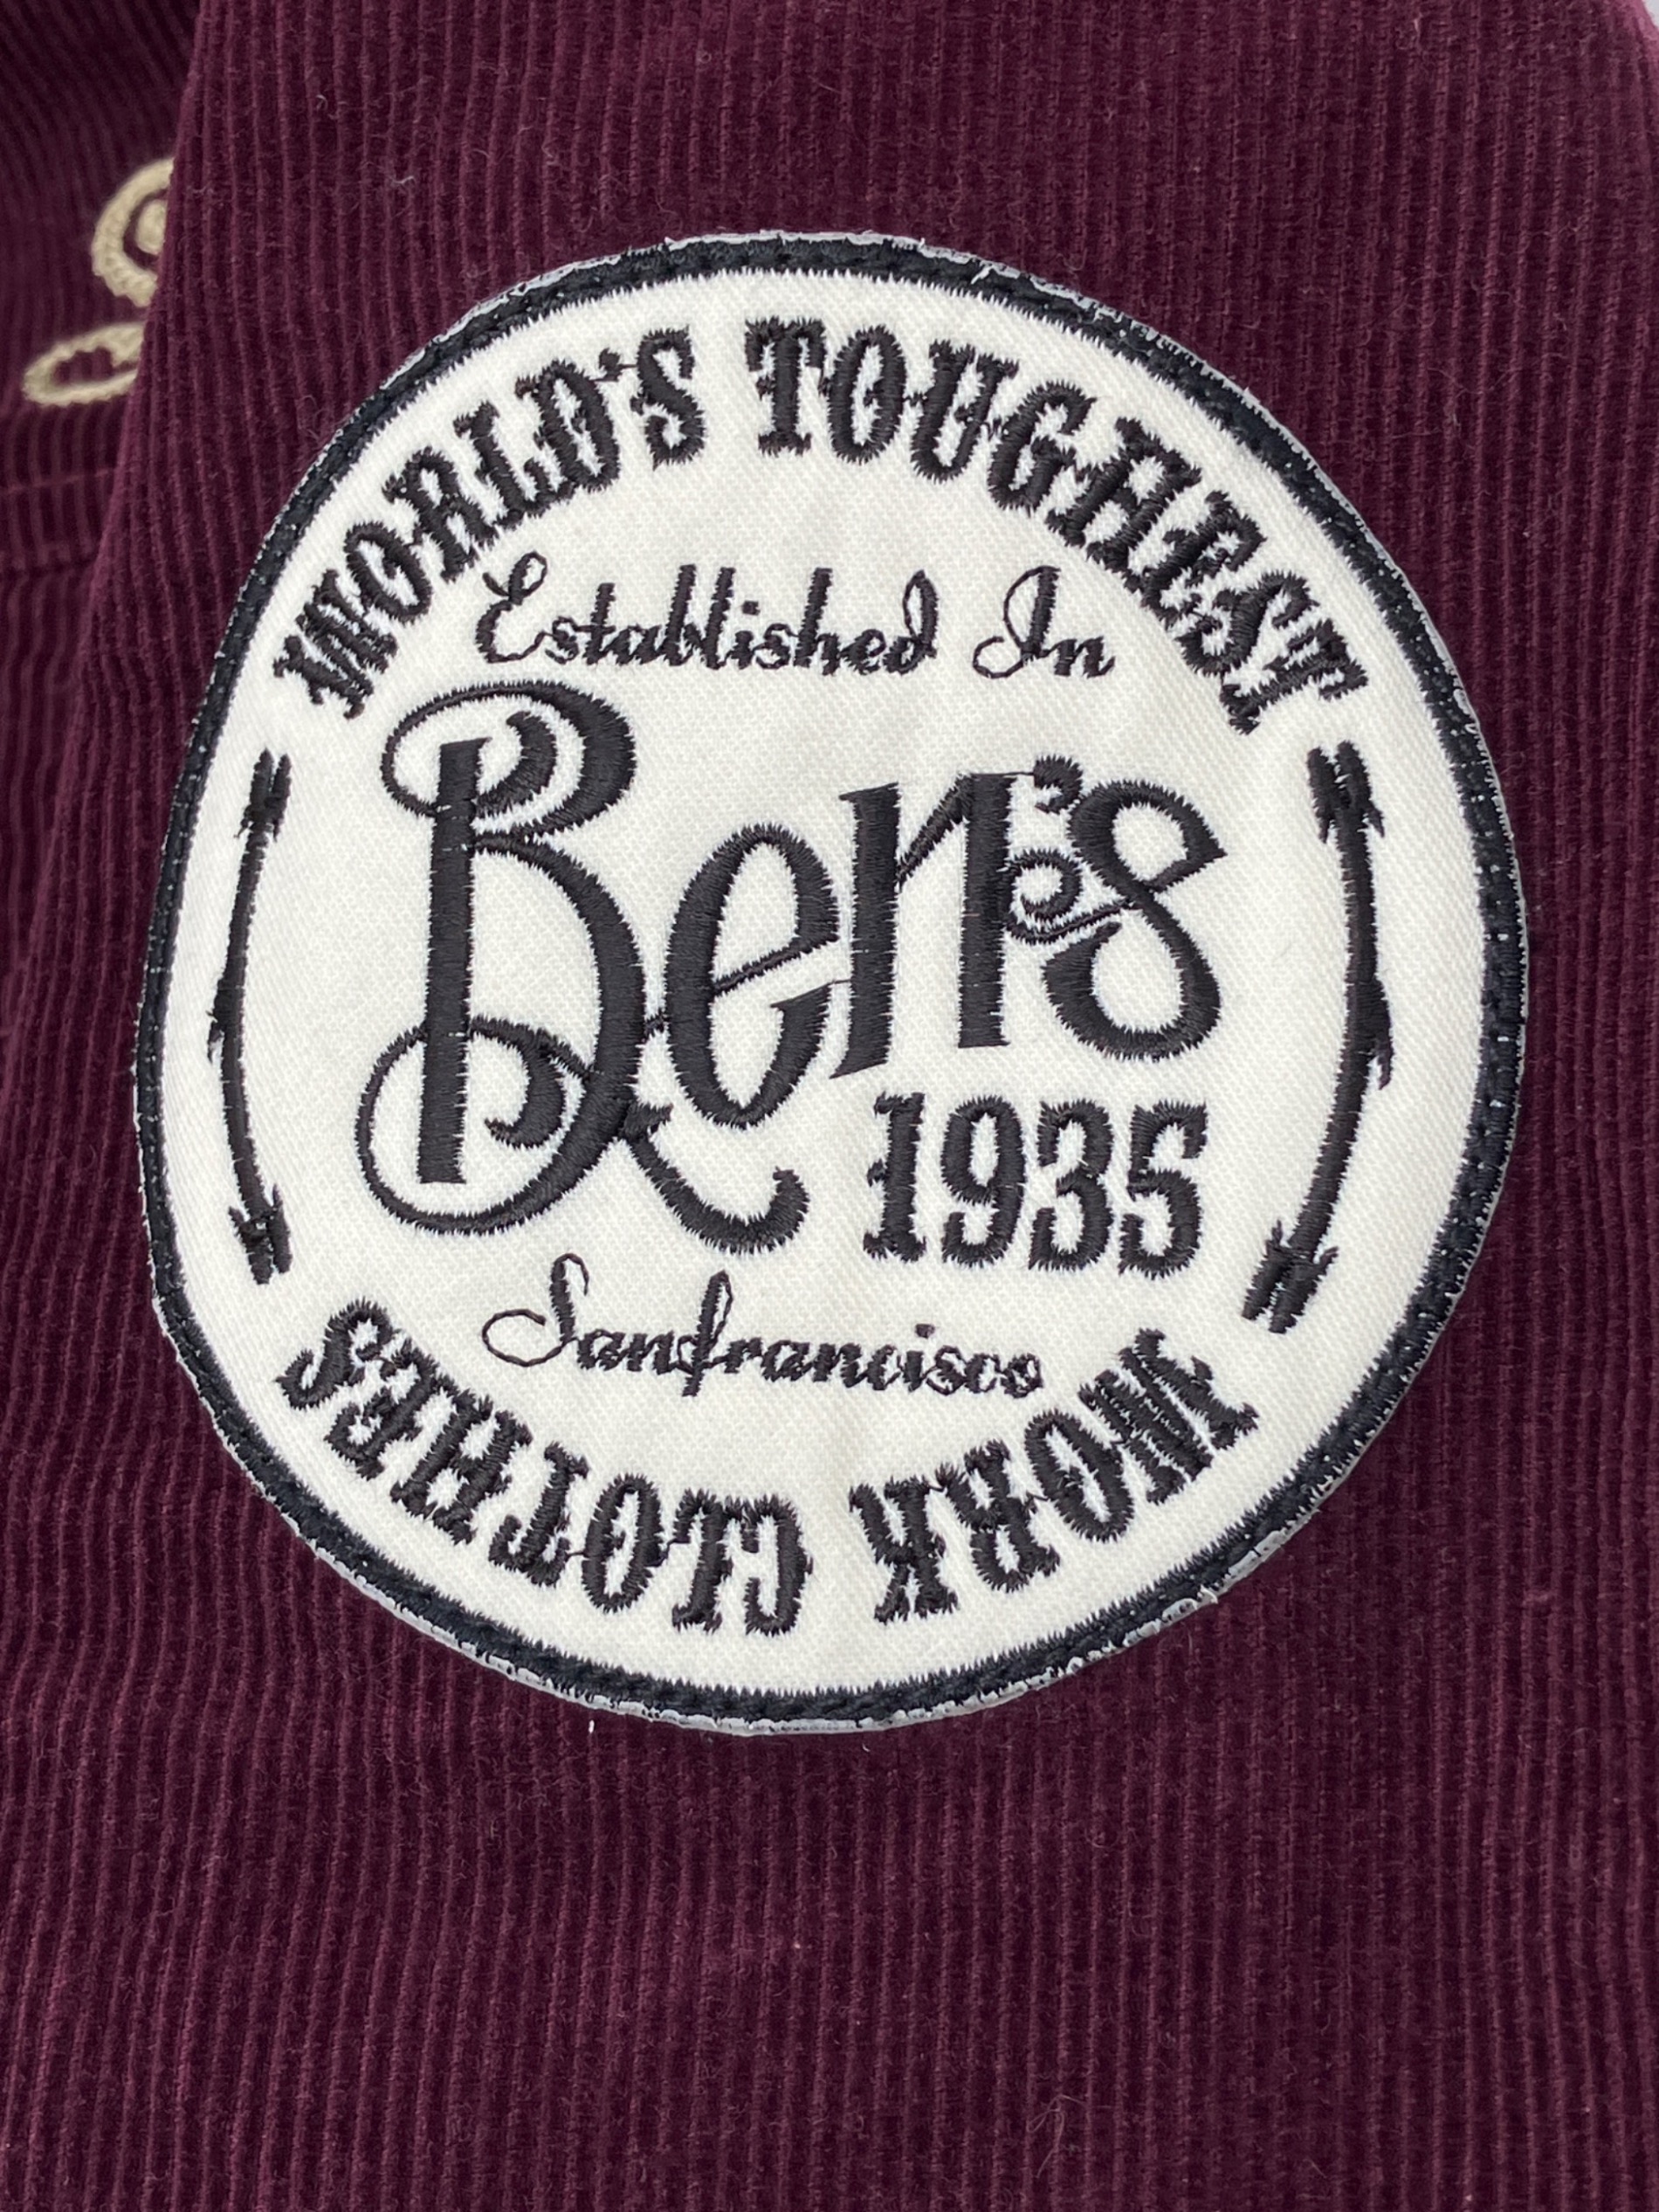 WORLD'S TOUGHEST
Established In
Ben's
1935
Sanfrancisco
WORK CLOTHES